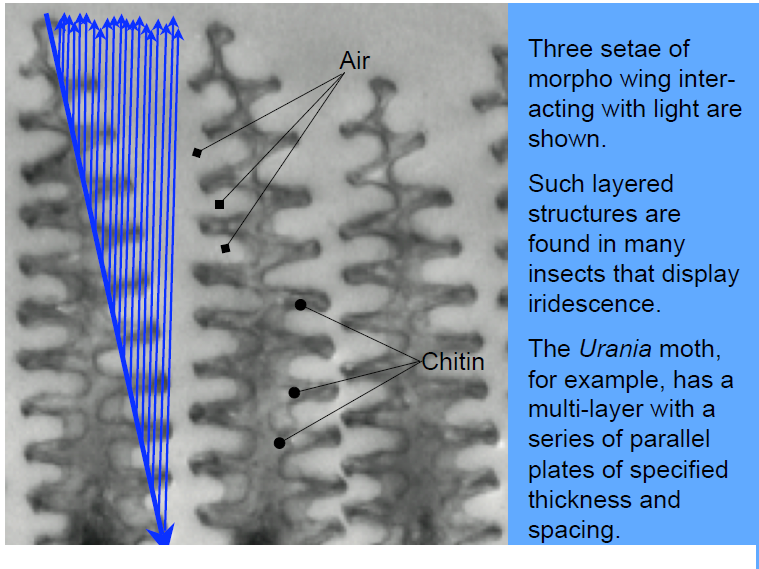 Air
Chitin
Three setae of
morpho wing inter-
acting with light are
shown.
Such layered
structures are
found in many
insects that display
iridescence.
The Urania moth,
for example, has a
multi-layer with a
series of parallel
plates of specified
thickness and
spacing.